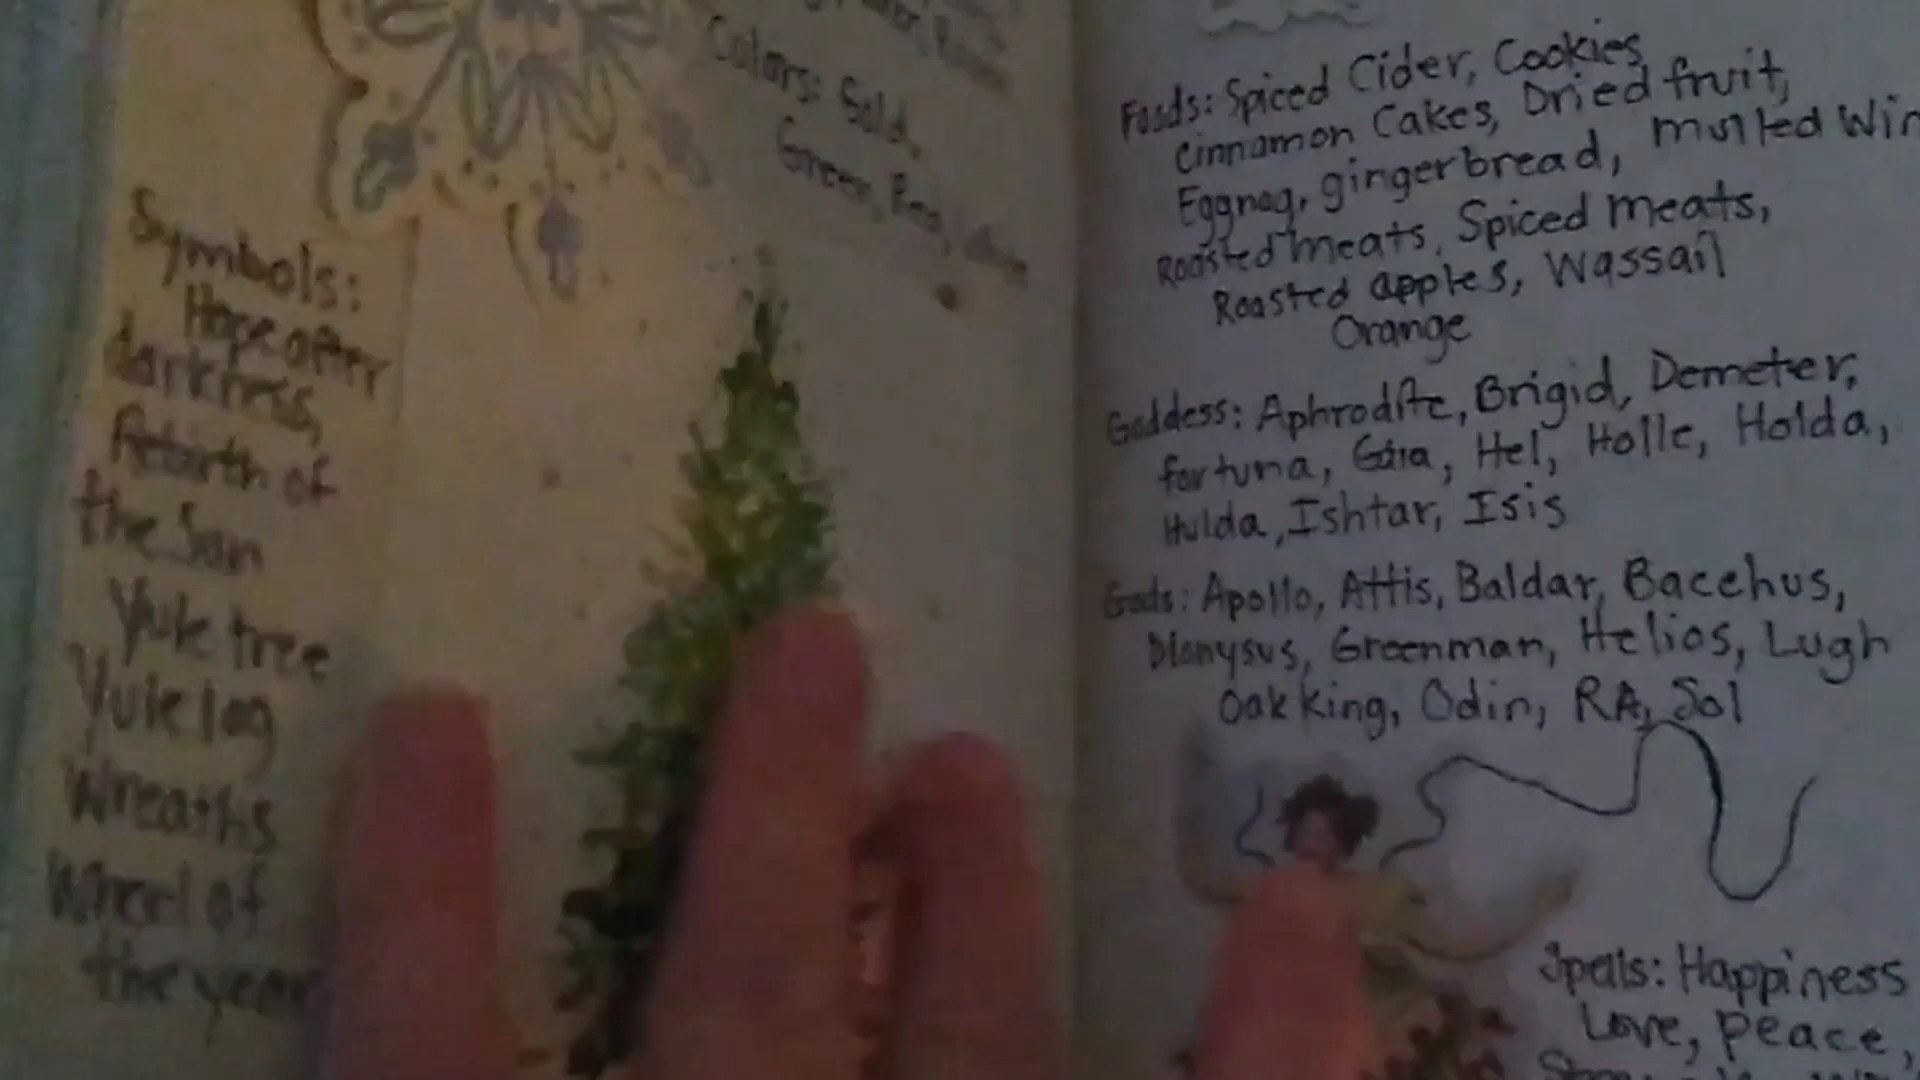 Colors: Gold,
Green, Red,
Symbols:
Hope after
darkness,
Rebirth of
the Sun
Yule tree
Yule log
Wreaths
Wheel of
the year
Foods: Spiced Cider, Cookies,
Cinnamon Cakes, Dried fruit,
Eggnog, gingerbread, mulled Win
Roasted meats, Spiced meats,
Roasted apples, Wassail
Orange
Goddess: Aphrodite, Brigid, Demeter,
fortuna, Gaia, Hel, Holle, Holda,
Hulda, Ishtar, Isis
Gods: Apollo, Attis, Baldar, Bacchus,
Dionysus, Greenman, Helios, Lugh
Oak king, Odin, RA, Sol
Spells: Happiness
Love, peace,